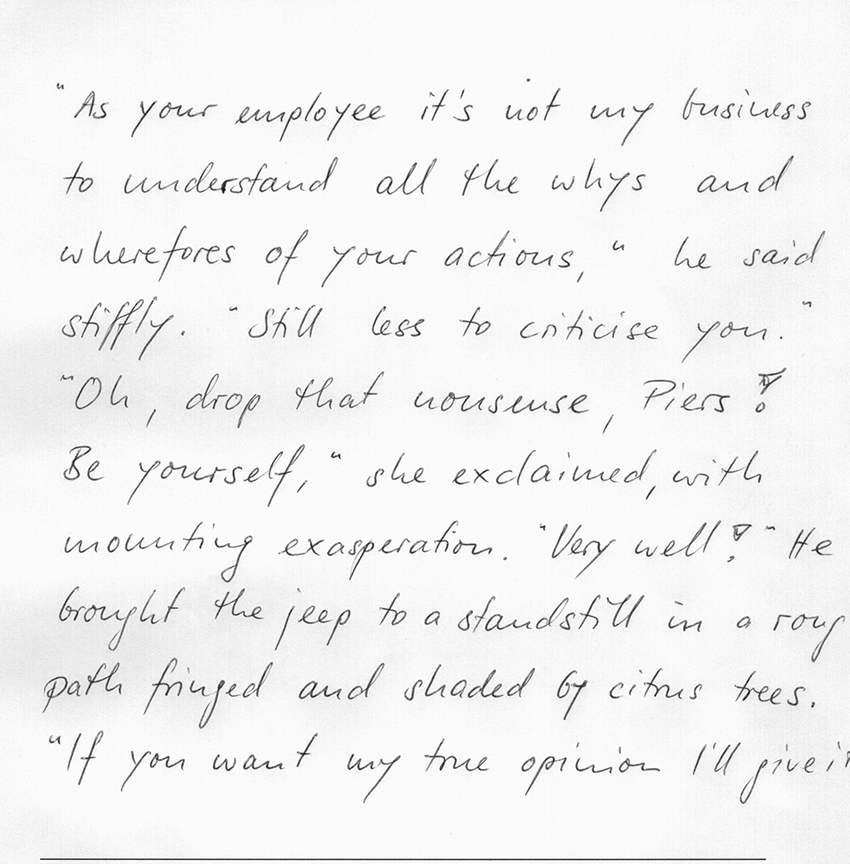 "As your employee it's not my business
to understand all the whys and
wherefores of your actions," he said
stiffly. "Still less to criticise you."
"Oh, drop that nonsense, Piers!
Be yourself," she exclaimed, with
mounting exasperation. "Very well!" He
brought the jeep to a standstill in a roug
path fringed and shaded by citrus trees.
"If you want my true opinion I'll give it